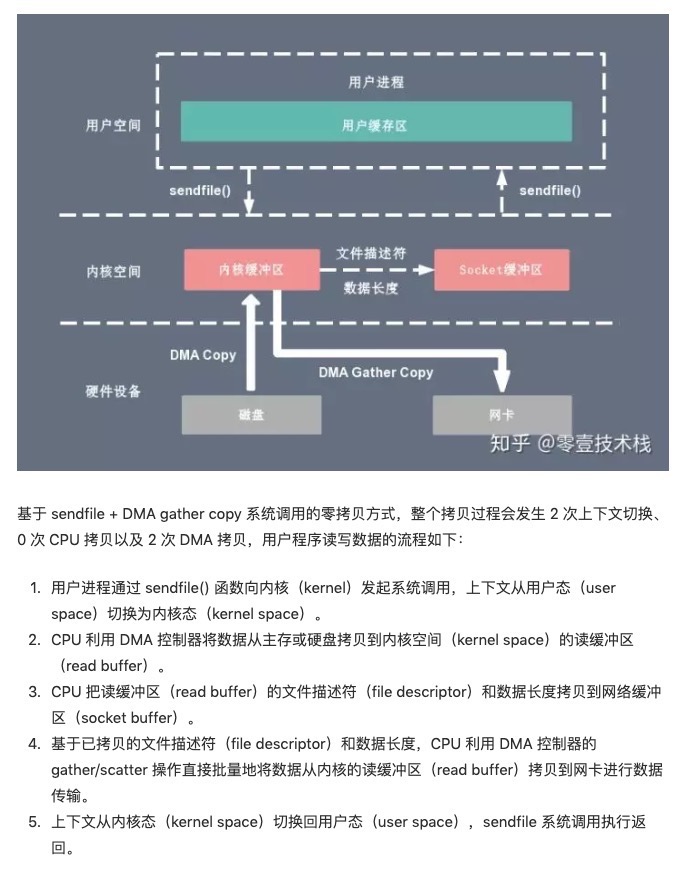 用户进程
用户空间
用户缓存区
sendfile()
sendfile()
内核空间
内核缓冲区
文件描述符
数据长度
Socket缓冲区
DMA Copy
DMA Gather Copy
硬件设备
磁盘
网卡
知乎 @零壹技术栈
基于 sendfile + DMA gather copy 系统调用的零拷贝方式，整个拷贝过程会发生 2 次上下文切换、
0 次 CPU 拷贝以及 2 次 DMA 拷贝，用户程序读写数据的流程如下：
1. 用户进程通过 sendfile() 函数向内核（kernel）发起系统调用，上下文从用户态（user
space）切换为内核态（kernel space）。
2. CPU 利用 DMA 控制器将数据从主存或硬盘拷贝到内核空间（kernel space）的读缓冲区
（read buffer）。
3. CPU 把读缓冲区（read buffer）的文件描述符（file descriptor）和数据长度拷贝到网络缓冲
区（socket buffer）。
4. 基于已拷贝的文件描述符（file descriptor）和数据长度，CPU 利用 DMA 控制器的
gather/scatter 操作直接批量地将数据从内核的读缓冲区（read buffer）拷贝到网卡进行数据
传输。
5. 上下文从内核态（kernel space）切换回用户态（user space），sendfile 系统调用执行返
回。